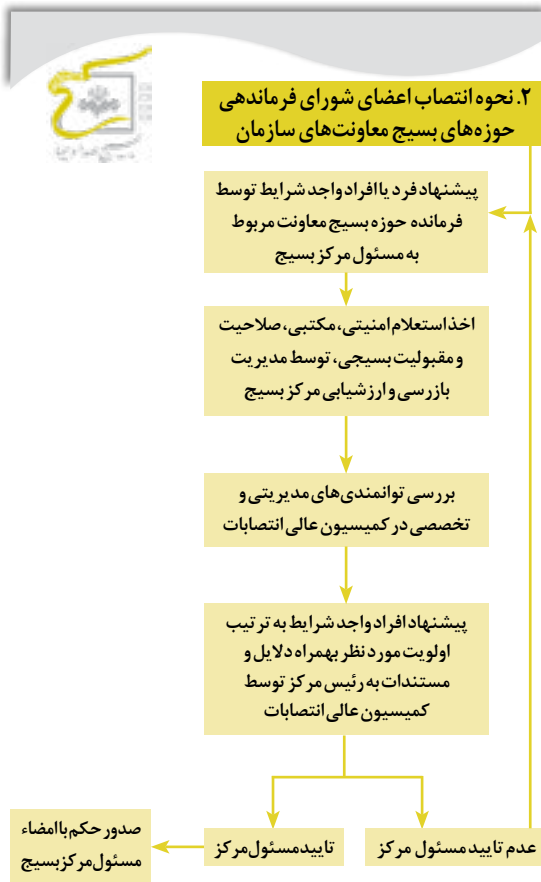 ۲. نحوه انتصاب اعضای شورای فرماندهی
حوزه‌های بسیج معاونت‌های سازمان
پیشنهاد فرد یا افراد واجد شرایط توسط
فرمانده حوزه بسیج معاونت مربوط
به مسئول مرکز بسیج
اخذ استعلام امنیتی، مکتبی، صلاحیت
و مقبولیت بسیجی، توسط مدیریت
بازرسی و ارزشیابی مرکز بسیج
بررسی توانمندی‌های مدیریتی و
تخصصی در کمیسیون عالی انتصابات
پیشنهاد افراد واجد شرایط به ترتیب
اولویت مورد نظر بهمراه دلایل و
مستندات به رئیس مرکز توسط
کمیسیون عالی انتصابات
عدم تایید مسئول مرکز
تایید مسئول مرکز
صدور حکم با امضاء
مسئول مرکز بسیج